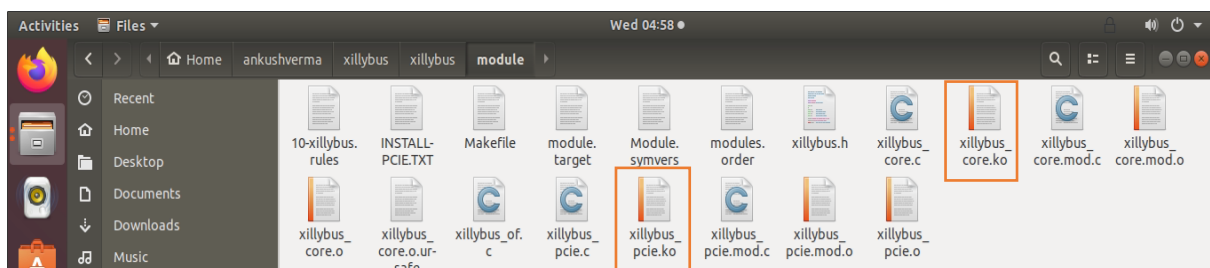 Activities Files Wed 04:58
Home ankushverma xillybus xillybus module
Recent
Home
Desktop
Documents
Downloads
Music
10-xillybus.
rules
INSTALL-
PCIE.TXT
Makefile
module.
target
Module.
symvers
modules.
order
xillybus.h
xillybus_
core.c
xillybus_
core.ko
xillybus_
core.mod.c
xillybus_
core.mod.o
xillybus_
core.o
xillybus_
core.o.ur-
safe
xillybus_of.
c
xillybus_
pcie.c
xillybus_
pcie.ko
xillybus_
pcie.mod.c
xillybus_
pcie.mod.o
xillybus_
pcie.o